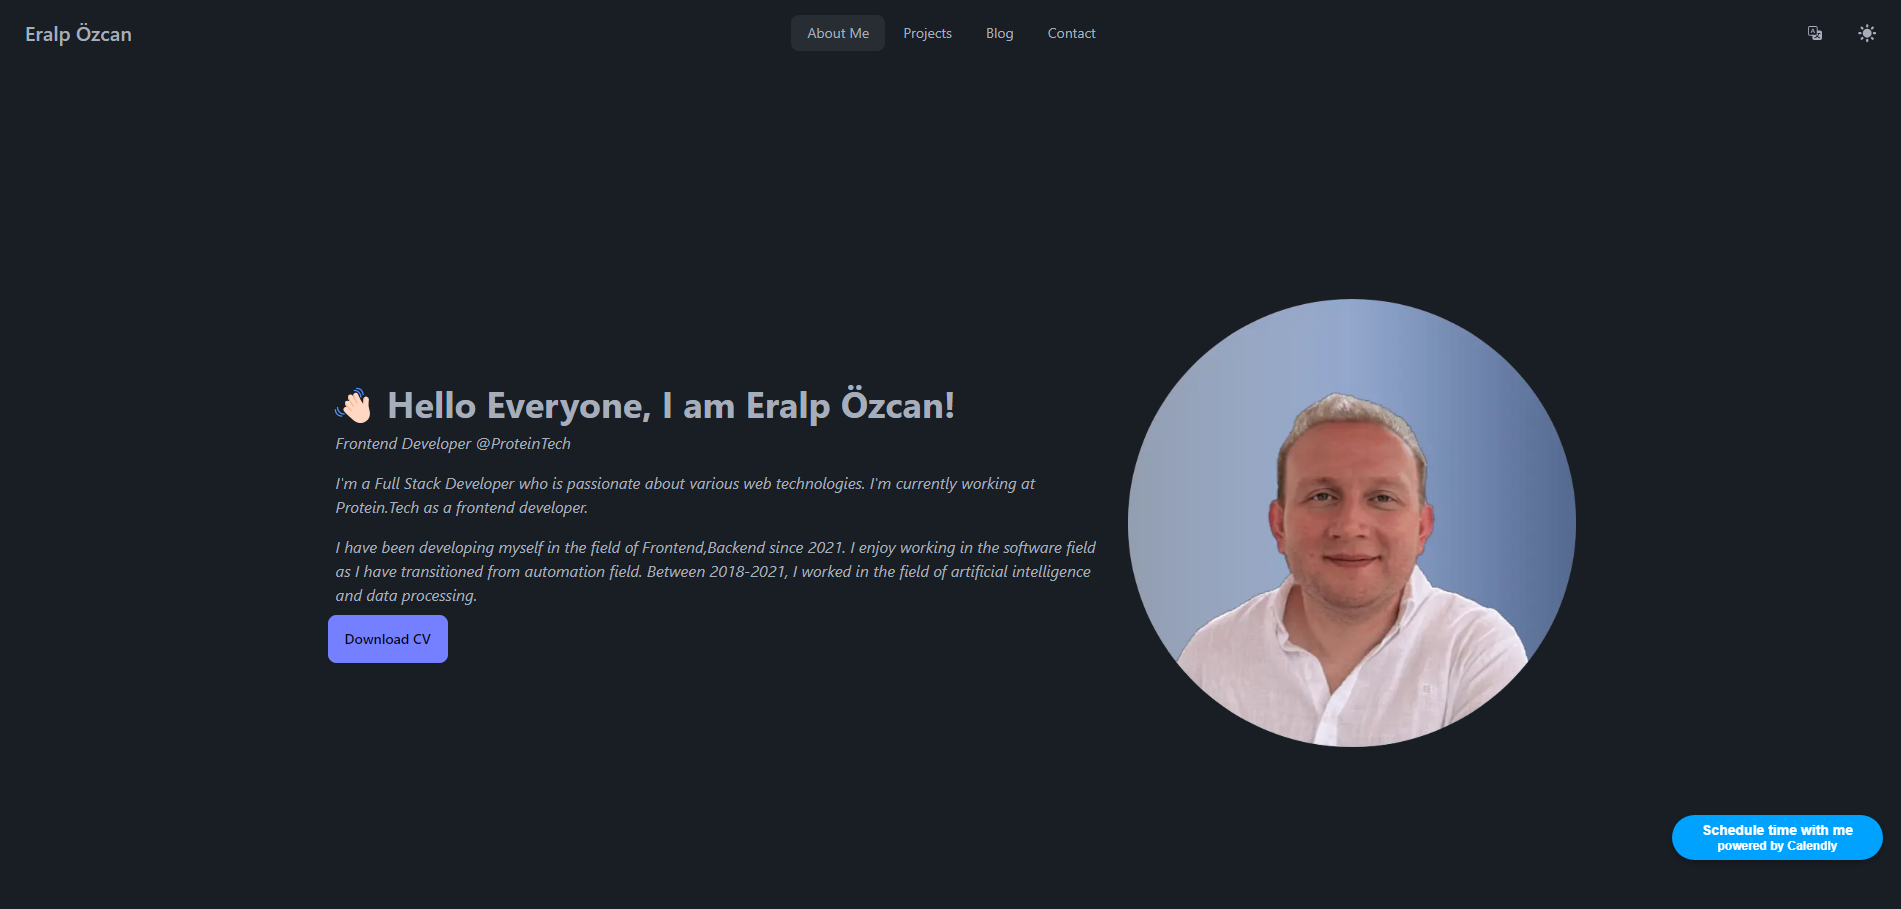 Eralp Özcan
About Me
Projects
Blog
Contact
Hello Everyone, I am Eralp Özcan!
Frontend Developer @ProteinTech
I'm a Full Stack Developer who is passionate about various web technologies. I'm currently working at
Protein.Tech as a frontend developer.
I have been developing myself in the field of Frontend,Backend since 2021. I enjoy working in the software field
as I have transitioned from automation field. Between 2018-2021, I worked in the field of artificial intelligence
and data processing.
Download CV
Schedule time with me
powered by Calendly